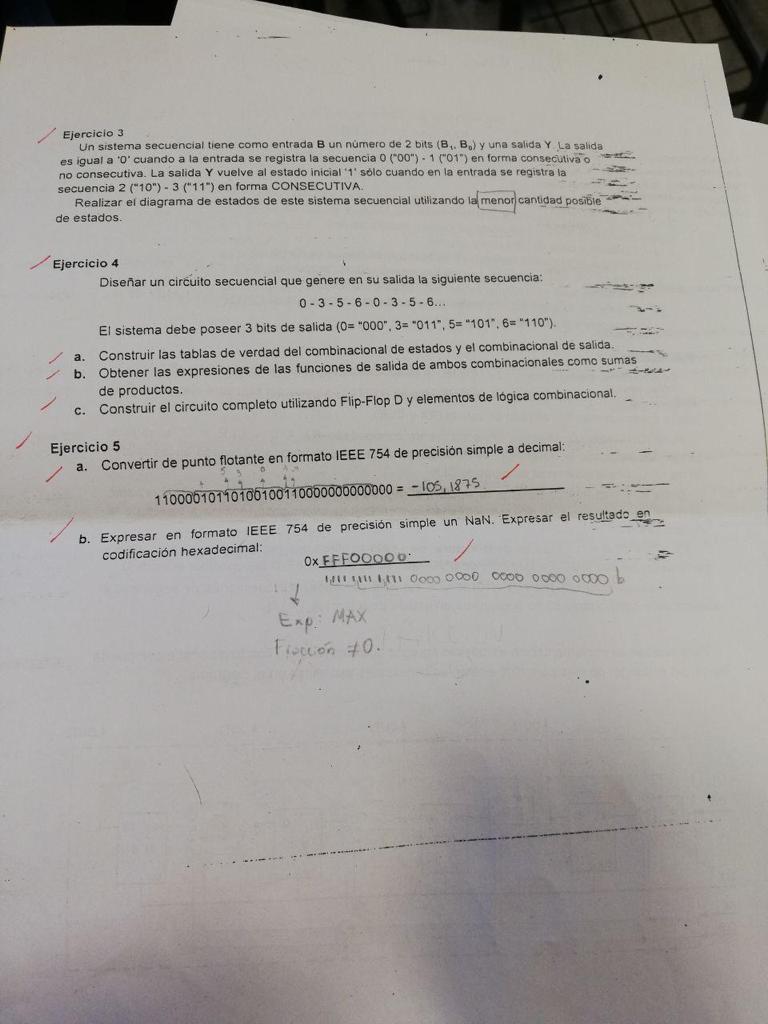 Ejercicio 3
Un sistema secuencial tiene como entrada B un número de 2 bits (B₁, B₀) y una salida Y. La salida
es igual a '0' cuando a la entrada se registra la secuencia 0 ("00") - 1 ("01") en forma consecutiva o
no consecutiva. La salida Y vuelve al estado inicial '1' sólo cuando en la entrada se registra la
secuencia 2 ("10") - 3 ("11") en forma CONSECUTIVA.
Realizar el diagrama de estados de este sistema secuencial utilizando la menor cantidad posible
de estados.
Ejercicio 4
Diseñar un circuito secuencial que genere en su salida la siguiente secuencia:
0 - 3 - 5 - 6 - 0 - 3 - 5 - 6...
El sistema debe poseer 3 bits de salida (0= "000", 3= "011", 5= "101", 6= "110").
a. Construir las tablas de verdad del combinacional de estados y el combinacional de salida.
b. Obtener las expresiones de las funciones de salida de ambos combinacionales como sumas
de productos.
c. Construir el circuito completo utilizando Flip-Flop D y elementos de lógica combinacional.
Ejercicio 5
a. Convertir de punto flotante en formato IEEE 754 de precisión simple a decimal:
11000010110100100110000000000000 = -105,1875
b. Expresar en formato IEEE 754 de precisión simple un NaN. Expresar el resultado en
codificación hexadecimal:
0xFFF00000
1111 1111 1111 0000 0000 0000 0000 0000 b
Exp: MAX
Fracción ≠0.